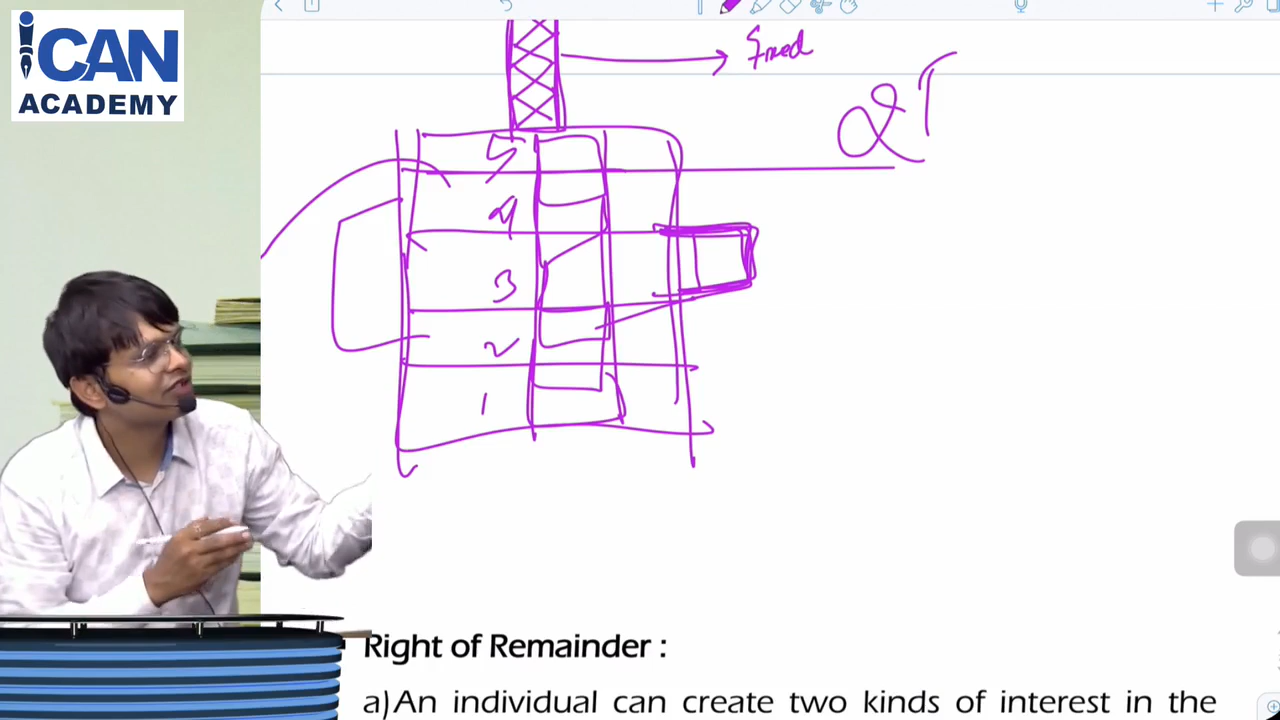 iCAN
ACADEMY
5
4
3
2
1
Right of Remainder :
a)An individual can create two kinds of interest in the